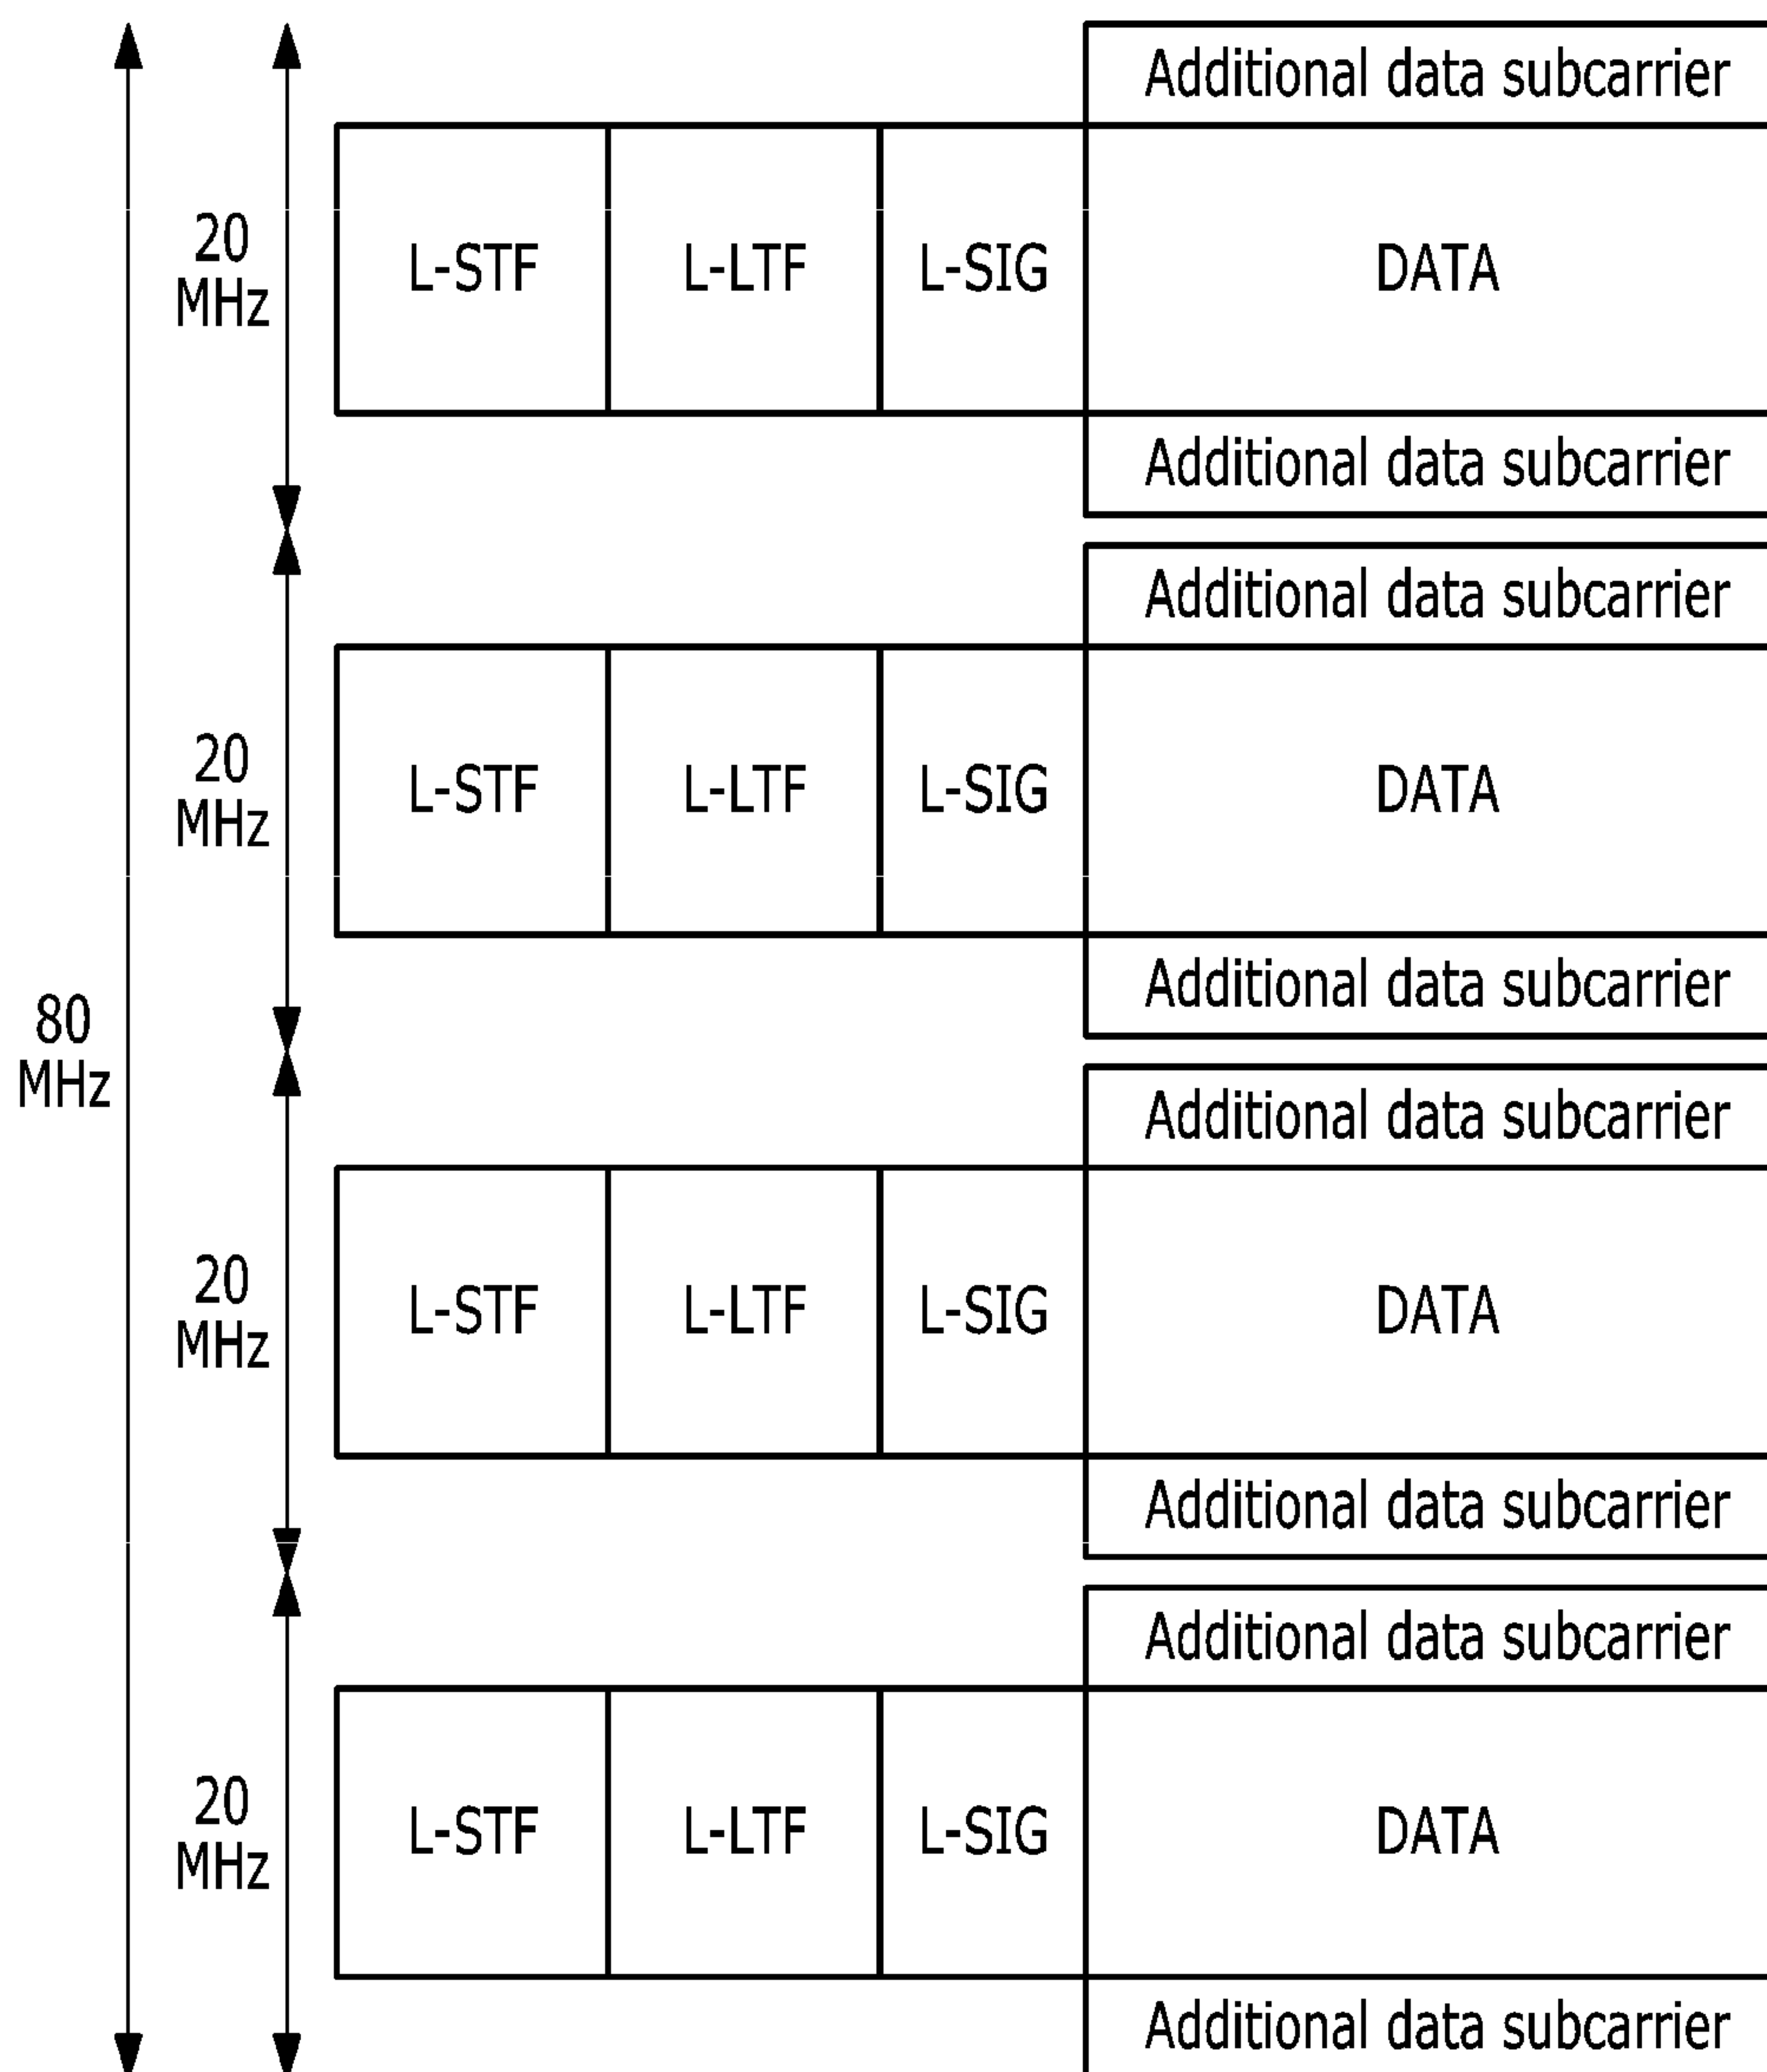 Additional data subcarrier
20
MHz
L-STF
L-LTF
L-SIG
DATA
Additional data subcarrier
Additional data subcarrier
20
MHz
L-STF
L-LTF
L-SIG
DATA
Additional data subcarrier
80
MHz
Additional data subcarrier
20
MHz
L-STF
L-LTF
L-SIG
DATA
Additional data subcarrier
Additional data subcarrier
20
MHz
L-STF
L-LTF
L-SIG
DATA
Additional data subcarrier